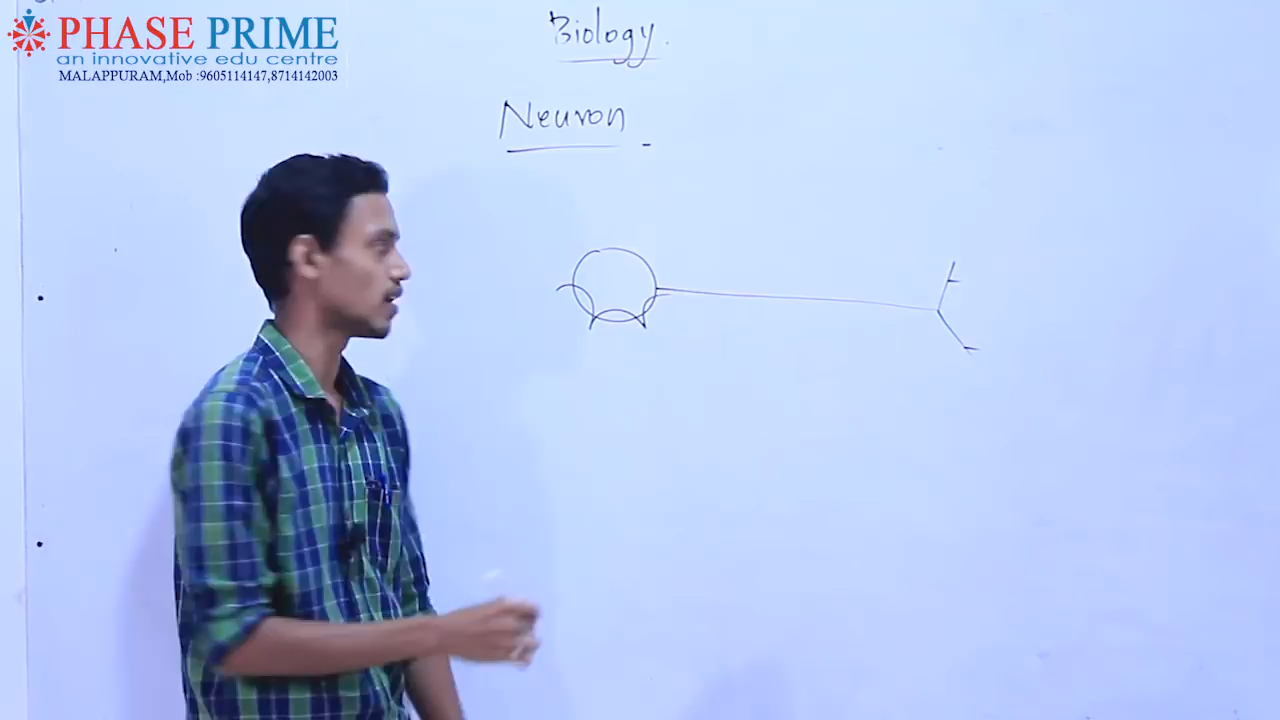 PHASE PRIME
an innovative edu centre
MALAPPURAM,Mob :9605114147,8714142003
Biology.
Neuron